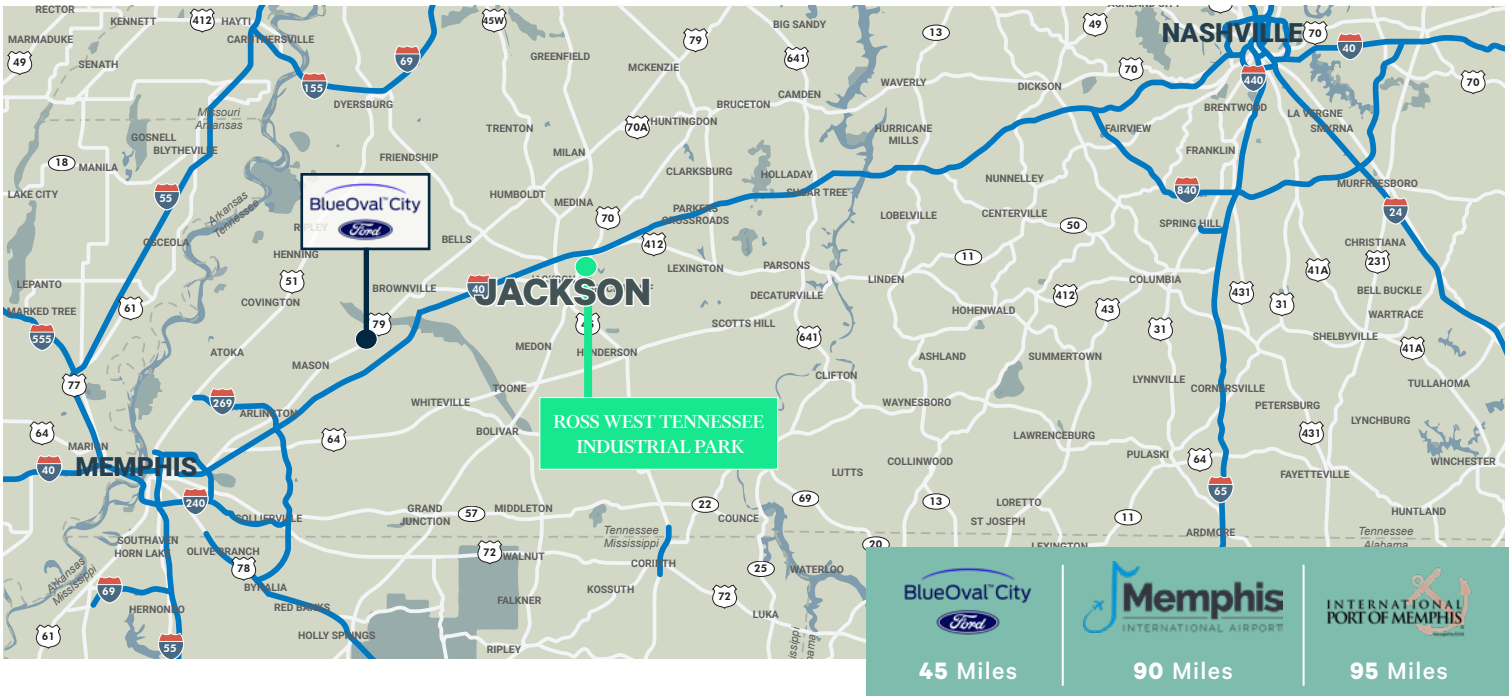 RECTOR
KENNETT
412
HAYTI
45W
BIG SANDY
49
13
NASHVILLE
70
40
MARMADUKE
CARUTHERSVILLE
79
49
SENATH
69
GREENFIELD
641
MCKENZIE
70
440
70
155
WAVERLY
DICKSON
CAMDEN
DYERSBURG
BRUCETON
BRENTWOOD
LA VERGNE
Missouri
Arkansas
TRENTON
70A
HUNTINGDON
HURRICANE
MILLS
FAIRVIEW
SMYRNA
GOSNELL
BLYTHEVILLE
MILAN
FRANKLIN
18
MANILA
FRIENDSHIP
CLARKSBURG
HOLLADAY
NUNNELLEY
MURFREESBORO
LAKE CITY
55
HUMBOLDT
MEDINA
SUGAR TREE
840
Arkansas
Tennessee
BlueOval™City
Ford
RIPLEY
70
PARKERS
CROSSROADS
LOBELVILLE
CENTERVILLE
50
SPRING HILL
24
OSCEOLA
BELLS
412
CHRISTIANA
HENNING
LEXINGTON
PARSONS
11
231
51
BROWNVILLE
40
JACKSON
LINDEN
COLUMBIA
41A
LEPANTO
COVINGTON
DECATURVILLE
412
43
431
31
BELL BUCKLE
MARKED TREE
61
79
SCOTTS HILL
HOHENWALD
31
WARTRACE
555
641
SHELBYVILLE
41A
ATOKA
MASON
MEDON
HENDERSON
ASHLAND
SUMMERTOWN
77
TOONE
CLIFTON
LYNNVILLE
CORNERSVILLE
TULLAHOMA
269
ARLINGTON
WHITEVILLE
WAYNESBORO
PETERSBURG
LYNCHBURG
64
64
BOLIVAR
ROSS WEST TENNESSEE
INDUSTRIAL PARK
LAWRENCEBURG
431
MARION
40
MEMPHIS
LUTTS
COLLINWOOD
PULASKI
64
FAYETTEVILLE
WINCHESTER
240
65
COLLIERVILLE
GRAND
JUNCTION
57
MIDDLETON
22
69
13
LORETTO
HUNTLAND
COUNCE
ST JOSEPH
11
ARDMORE
SOUTHAVEN
HORN LAKE
OLIVE BRANCH
Tennessee
Mississippi
20
LEXINGTON
Tennessee
Alabama
72
WALNUT
CORINTH
25
WATERLOO
Arkansas
Mississippi
78
69
BYHALIA
KOSSUTH
72
HERNONDO
RED BANKS
FALKNER
LUKA
61
55
HOLLY SPRINGS
RIPLEY
BlueOval™City
Ford
45 Miles
Memphis
INTERNATIONAL AIRPORT
90 Miles
INTERNATIONAL
PORT OF MEMPHIS
95 Miles